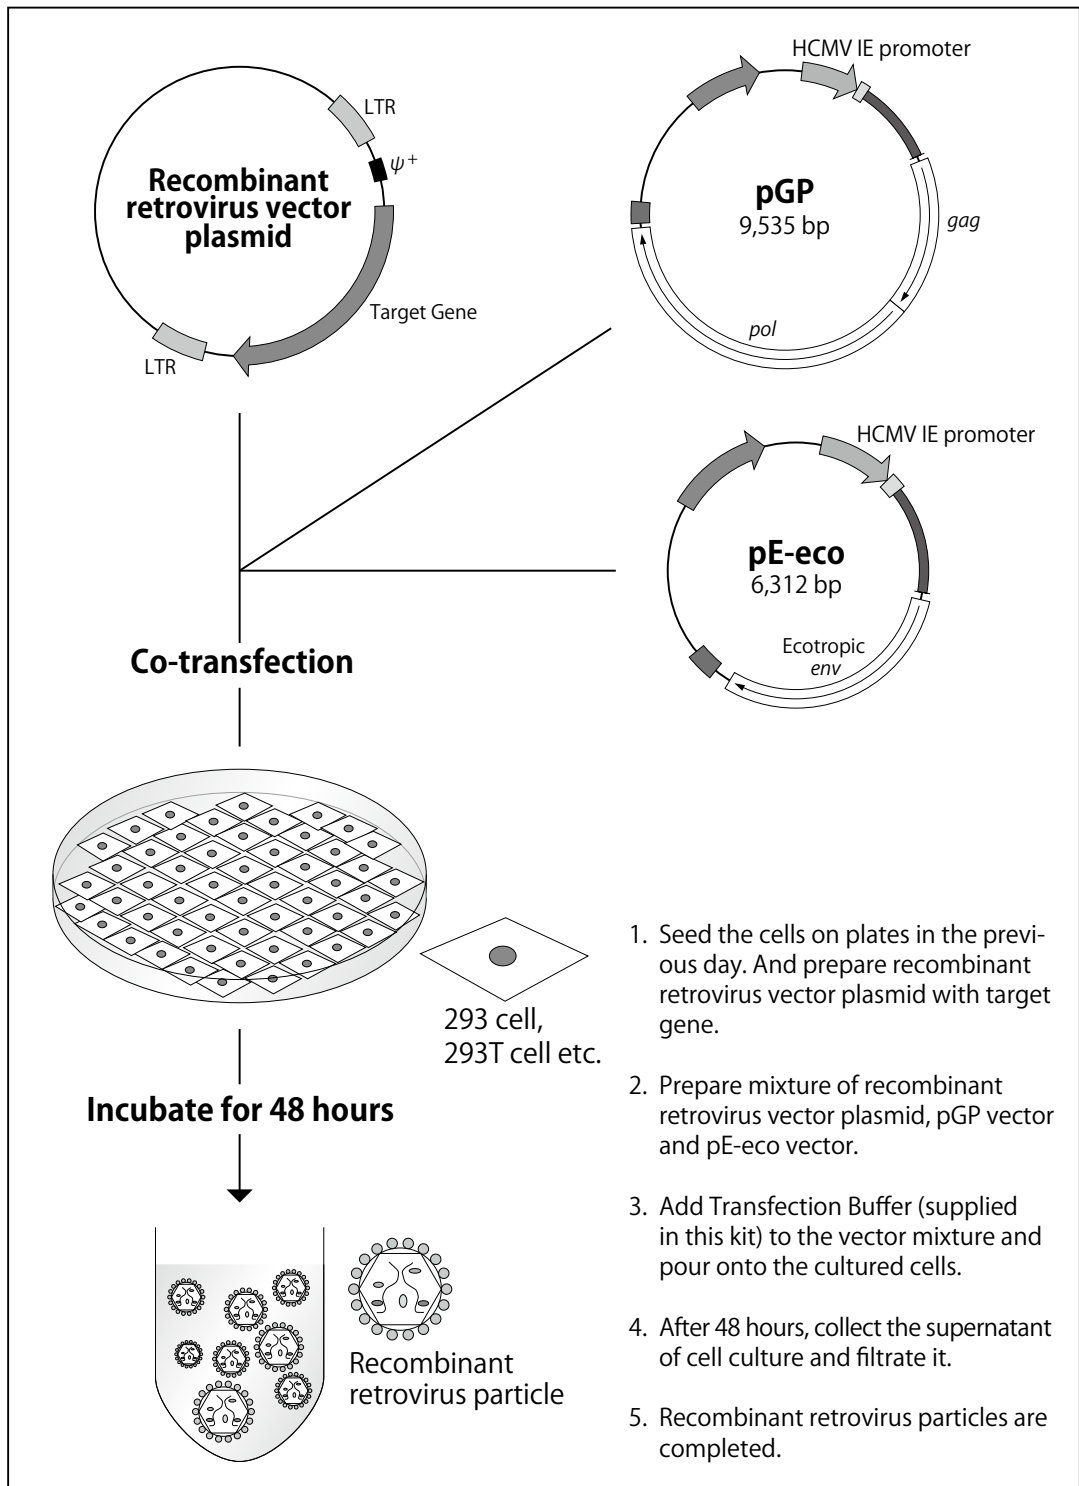 LTR
ψ+
Recombinant
retrovirus vector
plasmid
Target Gene
LTR
HCMV IE promoter
pGP
9,535 bp
gag
pol
HCMV IE promoter
pE-eco
6,312 bp
Ecotropic
env
Co-transfection
293 cell,
293T cell etc.
Incubate for 48 hours
Recombinant
retrovirus particle
1. Seed the cells on plates in the previ-
ous day. And prepare recombinant
retrovirus vector plasmid with target
gene.
2. Prepare mixture of recombinant
retrovirus vector plasmid, pGP vector
and pE-eco vector.
3. Add Transfection Buffer (supplied
in this kit) to the vector mixture and
pour onto the cultured cells.
4. After 48 hours, collect the supernatant
of cell culture and filtrate it.
5. Recombinant retrovirus particles are
completed.